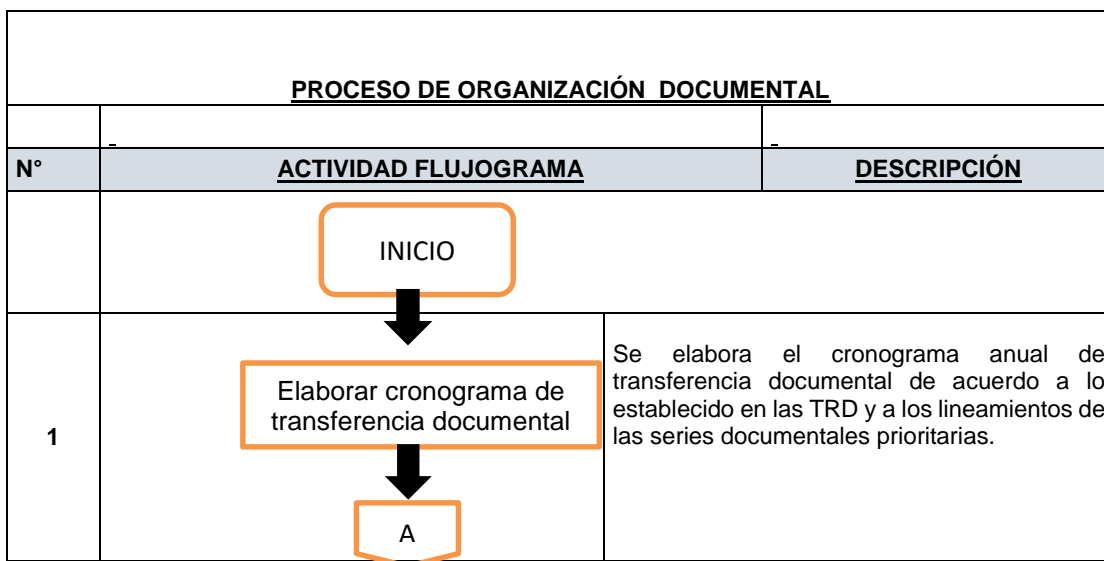 PROCESO DE ORGANIZACIÓN DOCUMENTAL
N° ACTIVIDAD FLUJOGRAMA DESCRIPCIÓN
INICIO
1
Elaborar cronograma de
transferencia documental
A
Se elabora el cronograma anual de
transferencia documental de acuerdo a lo
establecido en las TRD y a los lineamientos de
las series documentales prioritarias.